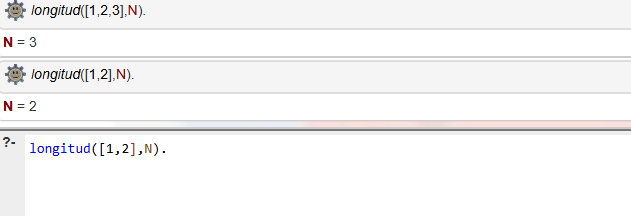 longitud([1,2,3],N).
N = 3
longitud([1,2],N).
N = 2
?- longitud([1,2],N).